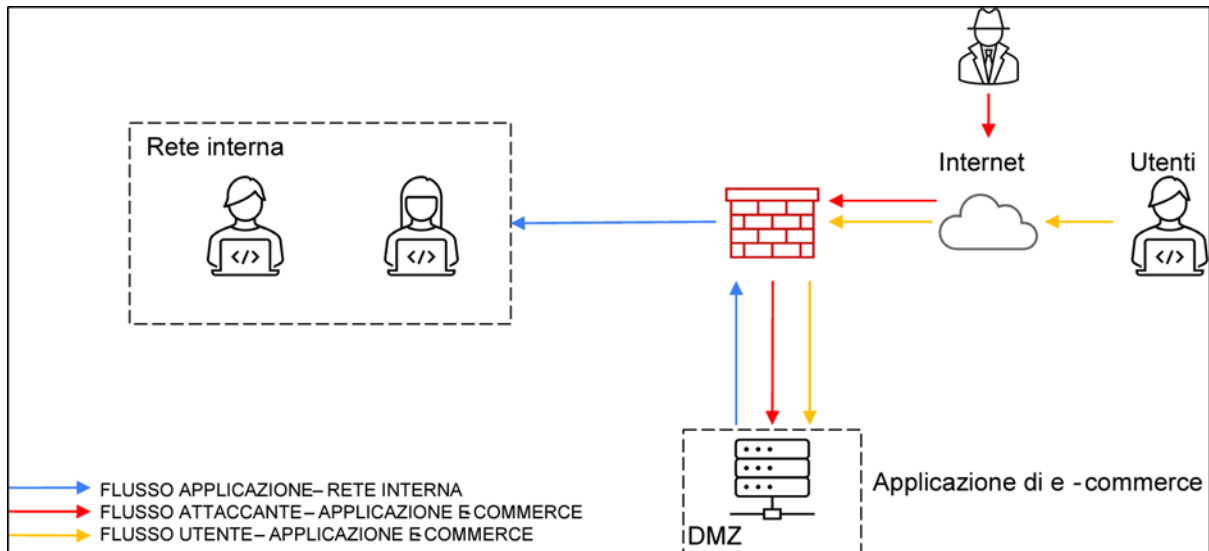 Rete interna
Internet
Utenti
</>
</>
</>
Applicazione di e -commerce
DMZ
FLUSSO APPLICAZIONE– RETE INTERNA
FLUSSO ATTACCANTE – APPLICAZIONE E-COMMERCE
FLUSSO UTENTE– APPLICAZIONE E-COMMERCE